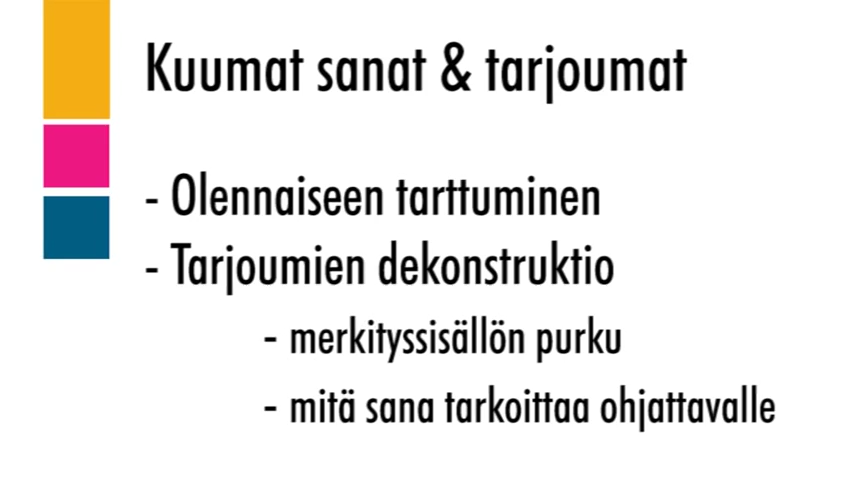 Kuumat sanat & tarjoumat
- Olennaiseen tarttuminen
- Tarjoumien dekonstruktio
- merkityssisällön purku
- mitä sana tarkoittaa ohjattavalle